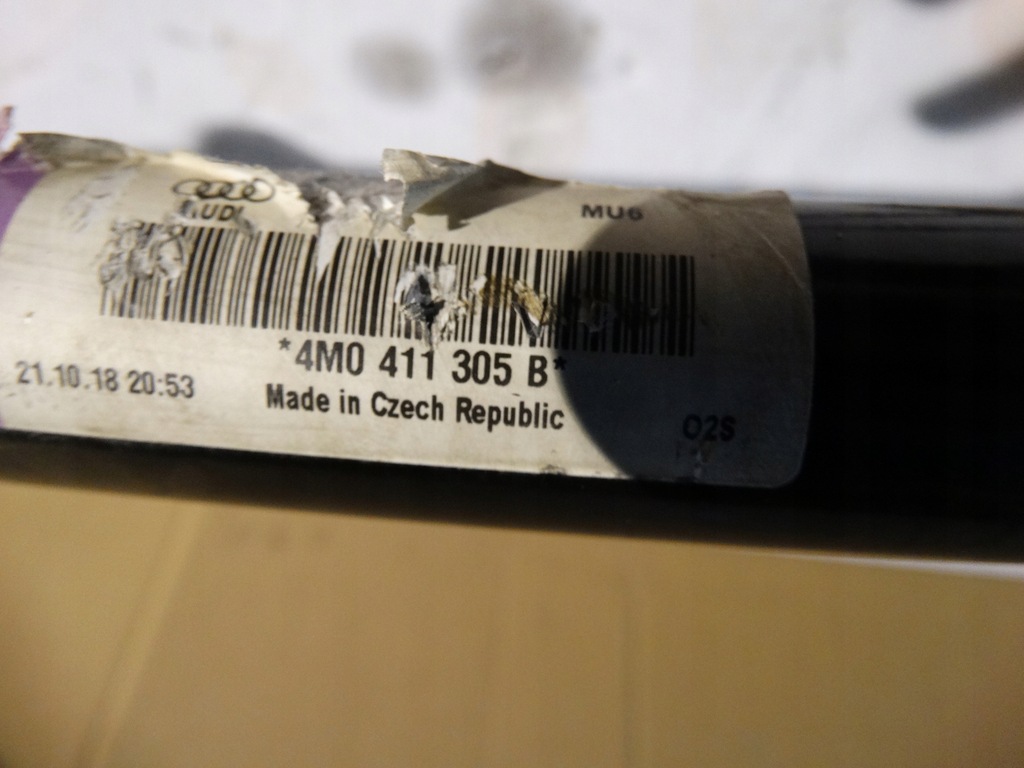 AUDI
MU6
*4M0 411 305 B*
21.10.18 20:53
Made in Czech Republic
O2S